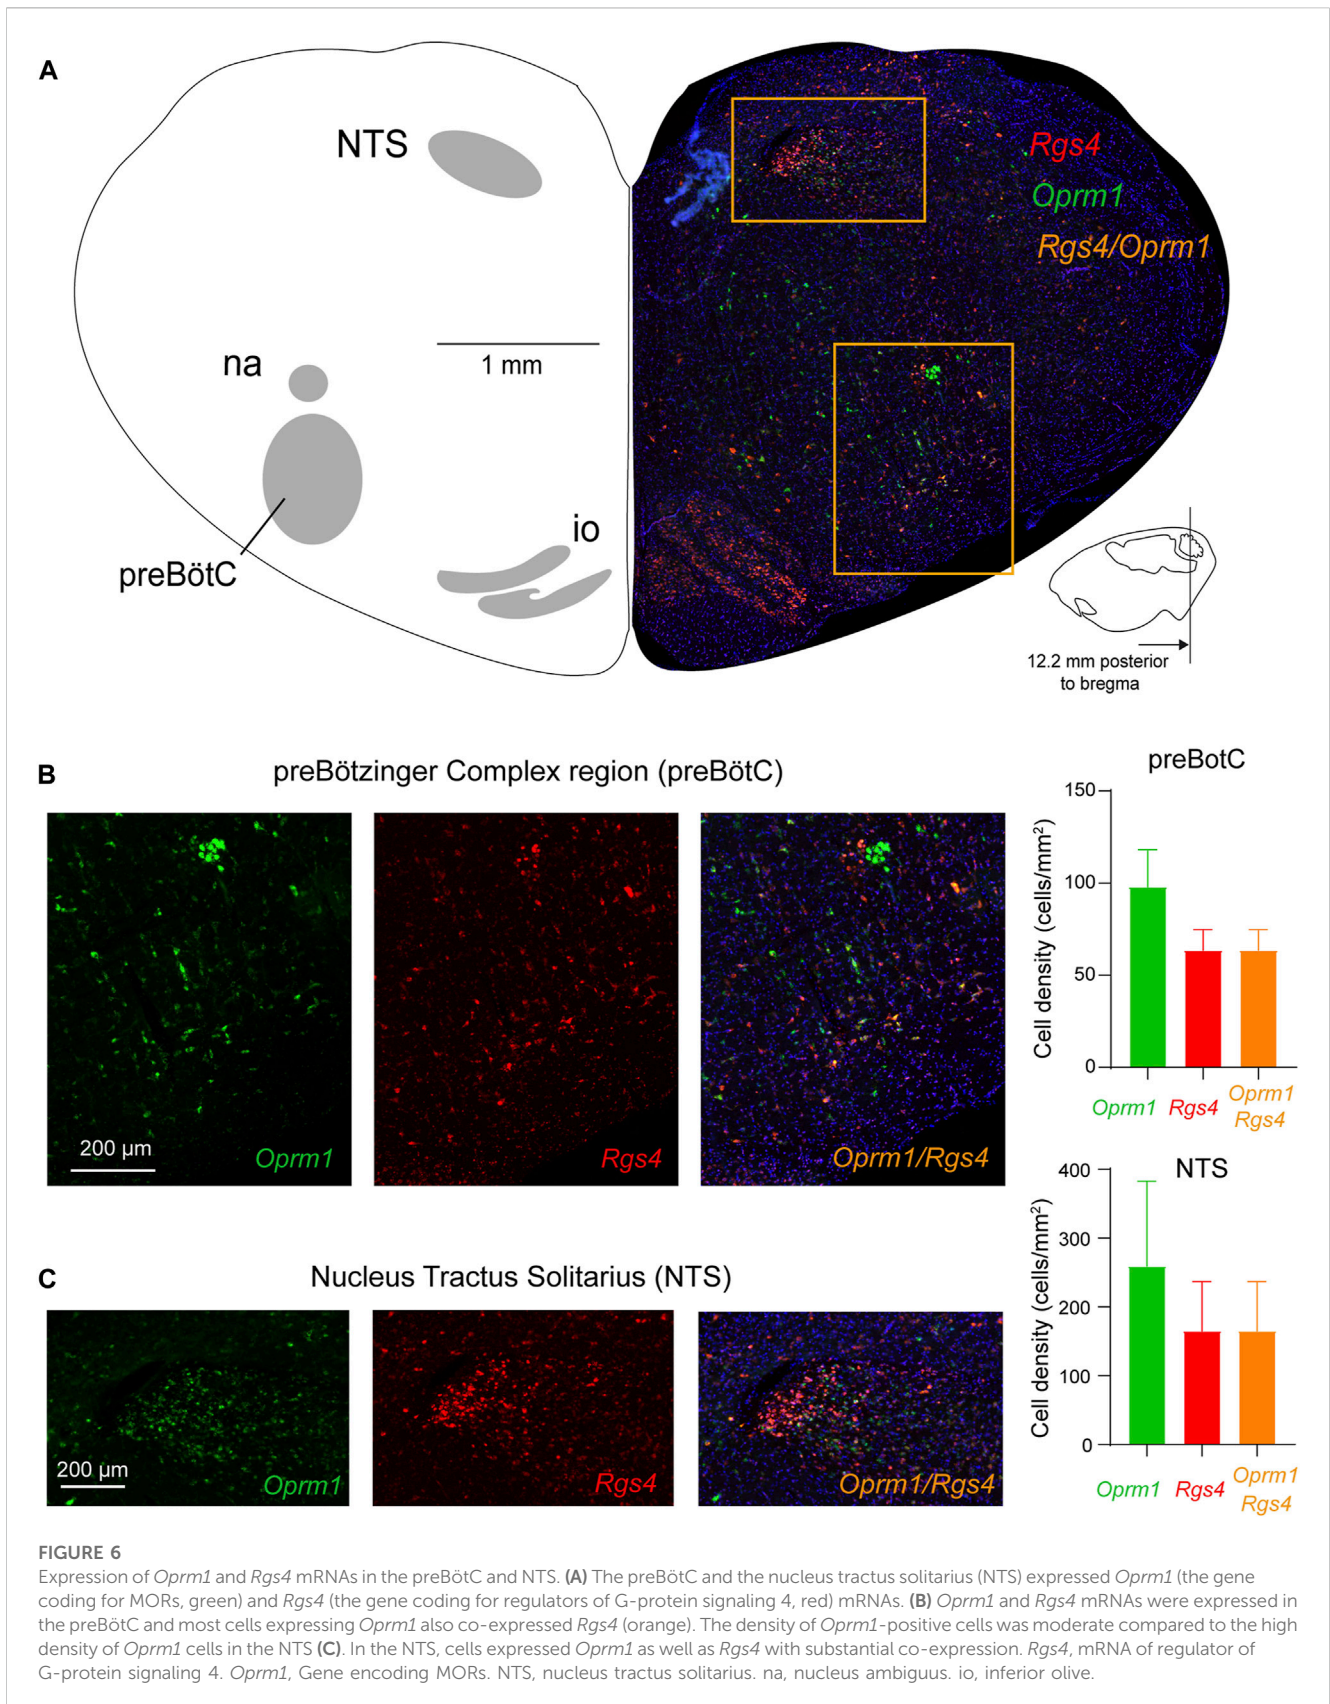 A
NTS
Rgs4
Oprm1
Rgs4/Oprm1
na
1 mm
io
preBötC
12.2 mm posterior
to bregma
B
preBötzinger Complex region (preBötC)
200 µm
Oprm1
Rgs4
Oprm1/Rgs4
preBotC
Cell density (cells/mm²)
150
100
50
0
Oprm1
Rgs4
Oprm1
Rgs4
C
Nucleus Tractus Solitarius (NTS)
200 µm
Oprm1
Rgs4
Oprm1/Rgs4
NTS
Cell density (cells/mm²)
400
300
200
100
0
Oprm1
Rgs4
Oprm1
Rgs4
FIGURE 6
Expression of Oprm1 and Rgs4 mRNAs in the preBötC and NTS. (A) The preBötC and the nucleus tractus solitarius (NTS) expressed Oprm1 (the gene
coding for MORs, green) and Rgs4 (the gene coding for regulators of G-protein signaling 4, red) mRNAs. (B) Oprm1 and Rgs4 mRNAs were expressed in
the preBötC and most cells expressing Oprm1 also co-expressed Rgs4 (orange). The density of Oprm1-positive cells was moderate compared to the high
density of Oprm1 cells in the NTS (C). In the NTS, cells expressed Oprm1 as well as Rgs4 with substantial co-expression. Rgs4, mRNA of regulator of
G-protein signaling 4. Oprm1, Gene encoding MORs. NTS, nucleus tractus solitarius. na, nucleus ambiguus. io, inferior olive.